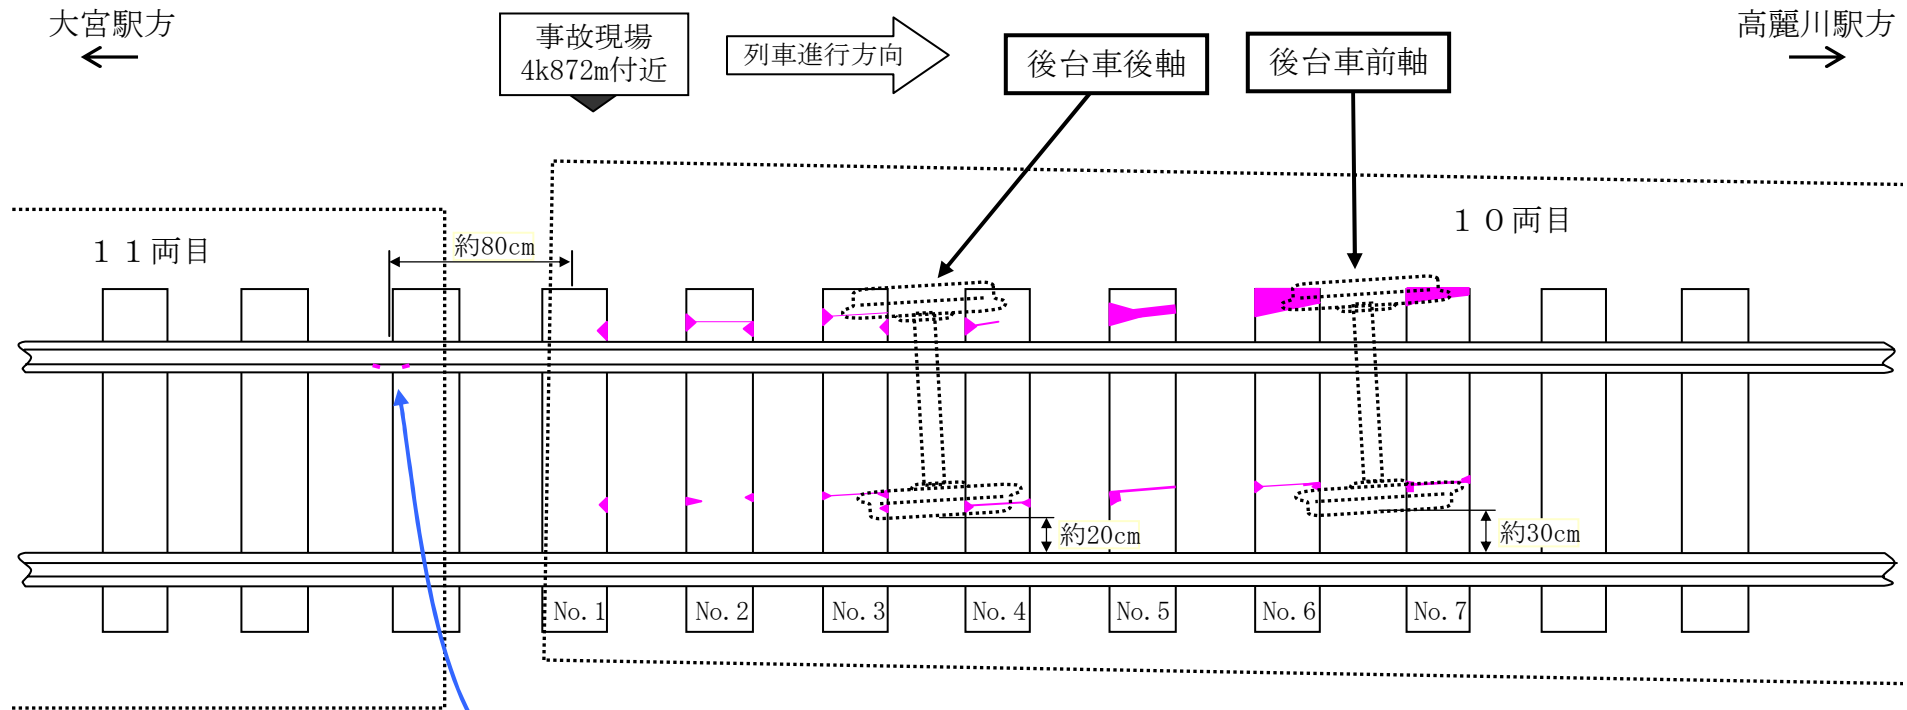 大宮駅方
事故現場
4k872m付近
列車進行方向
後台車後軸
後台車前軸
高麗川駅方
１１両目
約80cm
１０両目
約20cm
約30cm
No.1
No.2
No.3
No.4
No.5
No.6
No.7